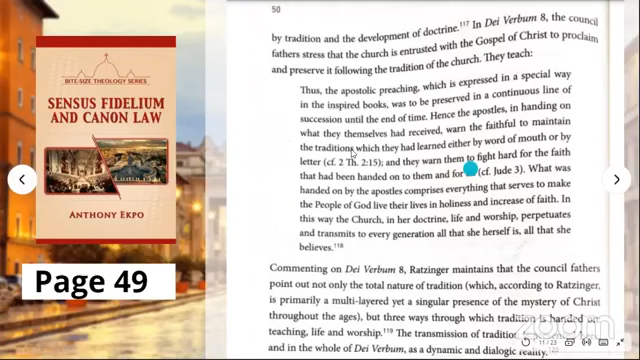 BITE-SIZE THEOLOGY SERIES
SENSUS FIDELIUM
AND CANON LAW
ANTHONY EKPO
Page 49
50
by tradition and the development of doctrine.117 In Dei Verbum 8, the council
fathers stress that the church is entrusted with the Gospel of Christ to proclaim
and preserve it following the tradition of the church. They teach:
Thus, the apostolic preaching, which is expressed in a special way
in the inspired books, was to be preserved in a continuous line of
succession until the end of time. Hence the apostles, in handing on
what they themselves had received, warn the faithful to maintain
the traditions which they had learned either by word of mouth or by
letter (cf. 2 Th. 2:15); and they warn them to fight hard for the faith
that had been handed on to them and for (cf. Jude 3). What was
handed on by the apostles comprises everything that serves to make
the People of God live their lives in holiness and increase of faith. In
this way the Church, in her doctrine, life and worship, perpetuates
and transmits to every generation all that she herself is, all that she
believes.118
Commenting on Dei Verbum 8, Ratzinger maintains that the council fathers
point out not only the total nature of tradition (which, according to Ratzinger,
is primarily a multi-layered yet a singular presence of the mystery of Christ
throughout the ages), but three ways through which tradition is handed on
teaching, life and worship.119 The transmission of tradition is
and in the whole of Dei Verbum, as a dynamic and dialogic reality.120
zoom
11 / 23